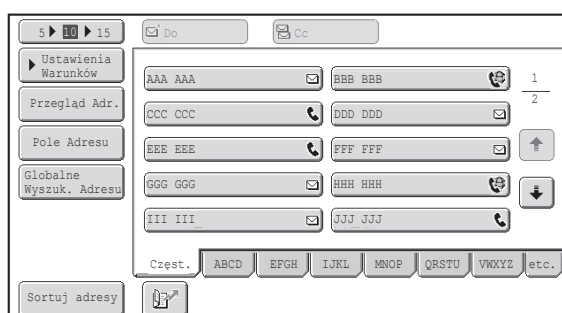 5 10 15
Do
Cc
Ustawienia
Warunków
Przegląd Adr.
Pole Adresu
Globalne
Wyszuk. Adresu
Sortuj adresy
AAA AAA
BBB BBB
CCC CCC
DDD DDD
EEE EEE
FFF FFF
GGG GGG
HHH HHH
III III
JJJ JJJ
1
2
Częst.
ABCD
EFGH
IJKL
MNOP
QRSTU
VWXYZ
etc.